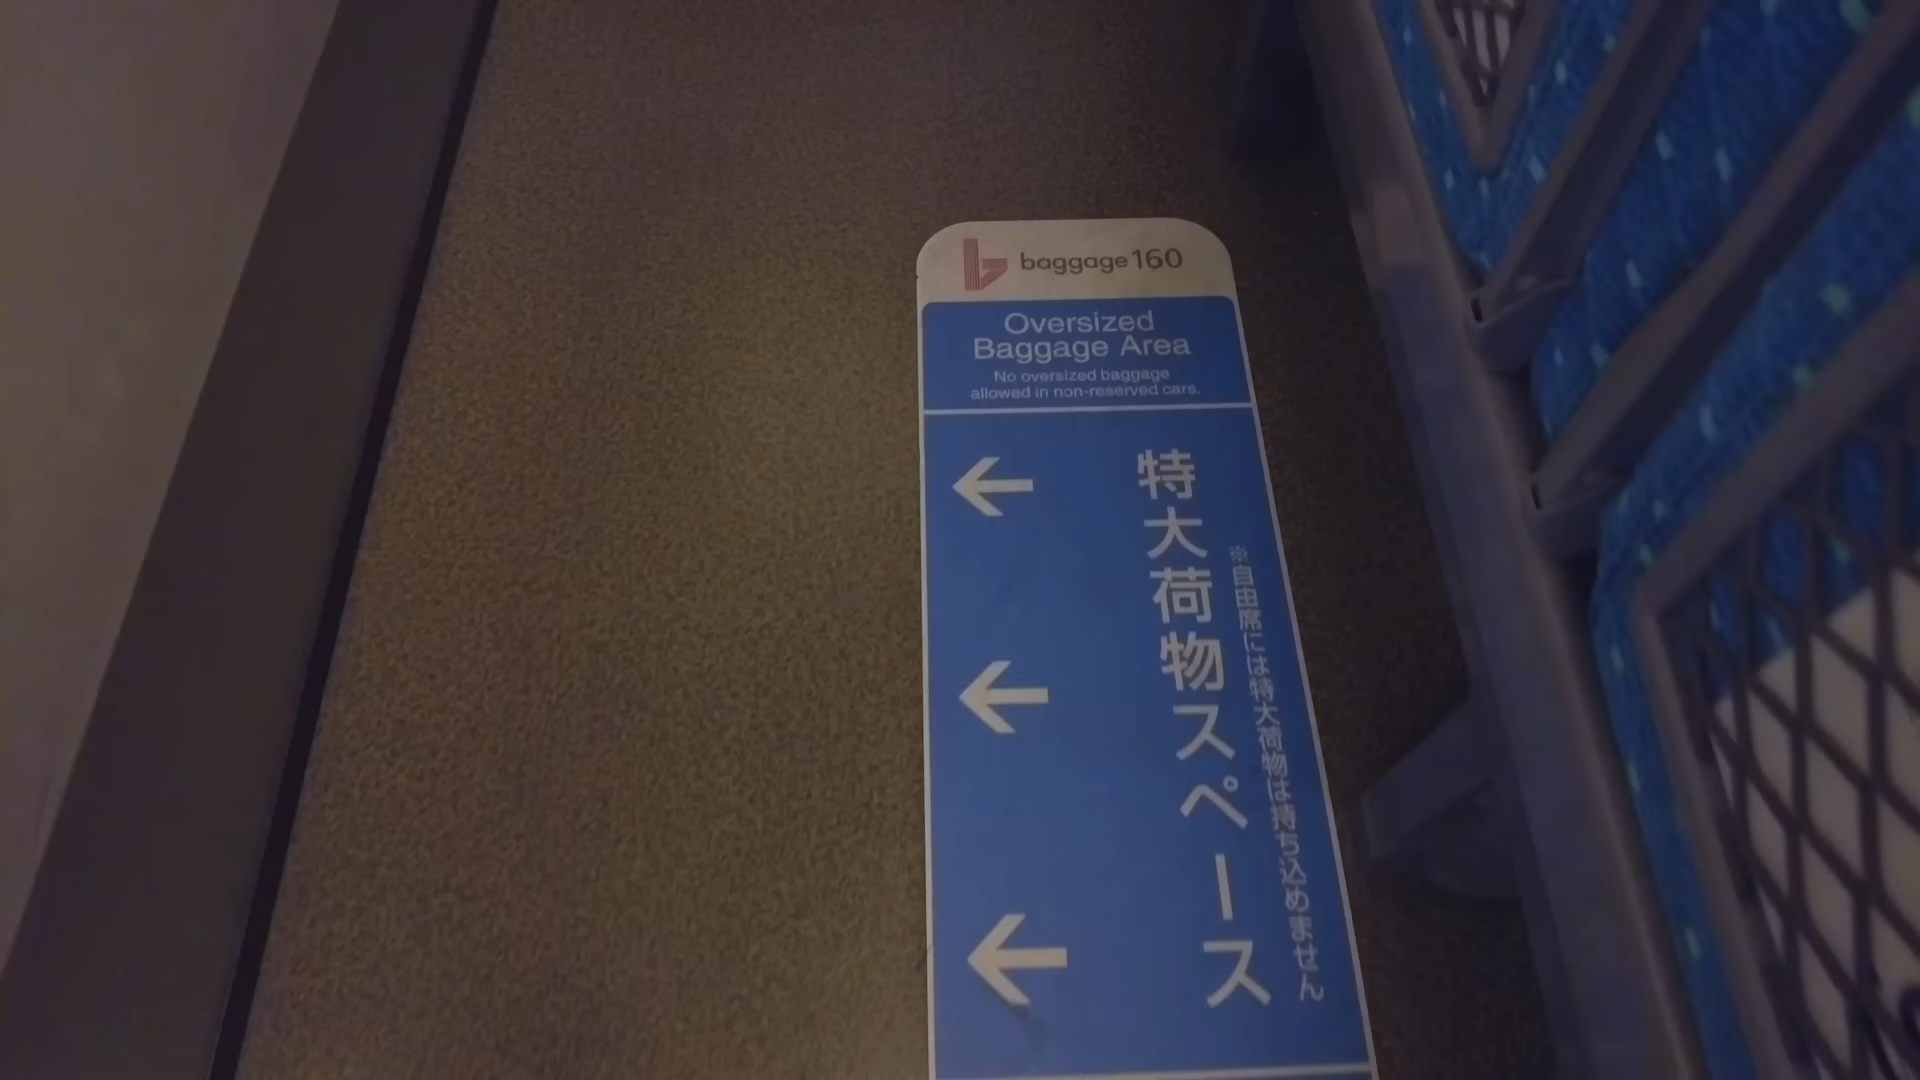 baggage160
Oversized
Baggage Area
No oversized baggage
allowed in non-reserved cars.
特大荷物スペース
※自由席には特大荷物は持ち込めません